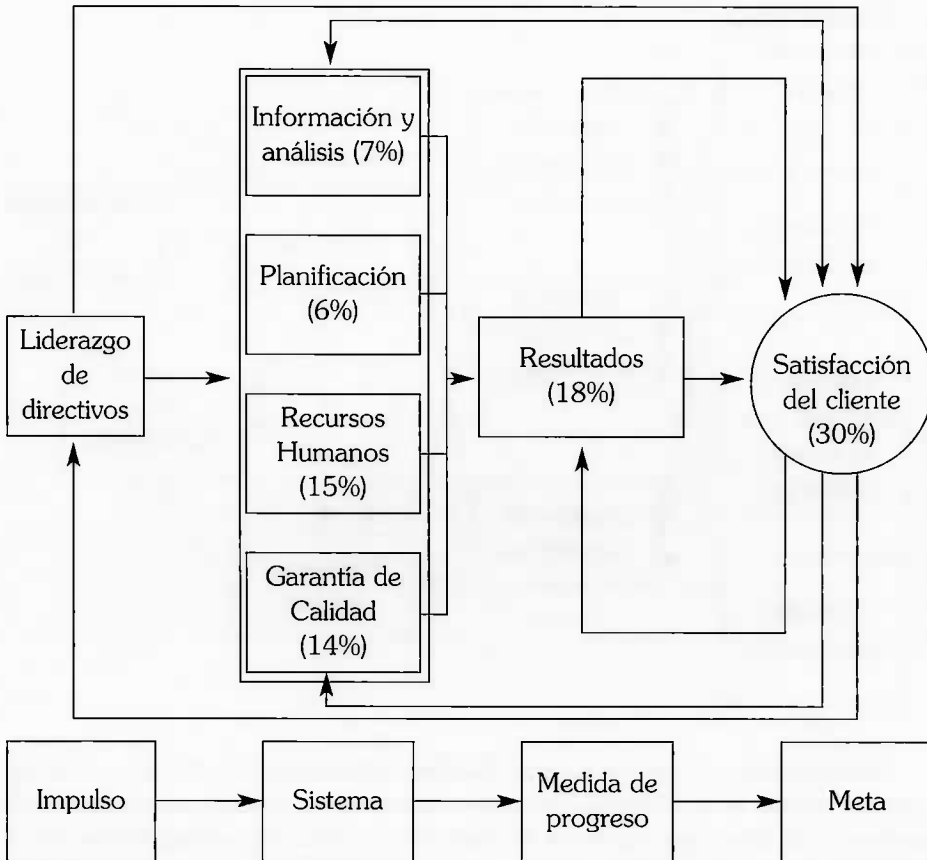 Información y
análisis (7%)
Planificación
(6%)
Liderazgo
de
directivos
Recursos
Humanos
(15%)
Garantía de
Calidad
(14%)
Resultados
(18%)
Satisfacción
del cliente
(30%)
Impulso
Sistema
Medida de
progreso
Meta